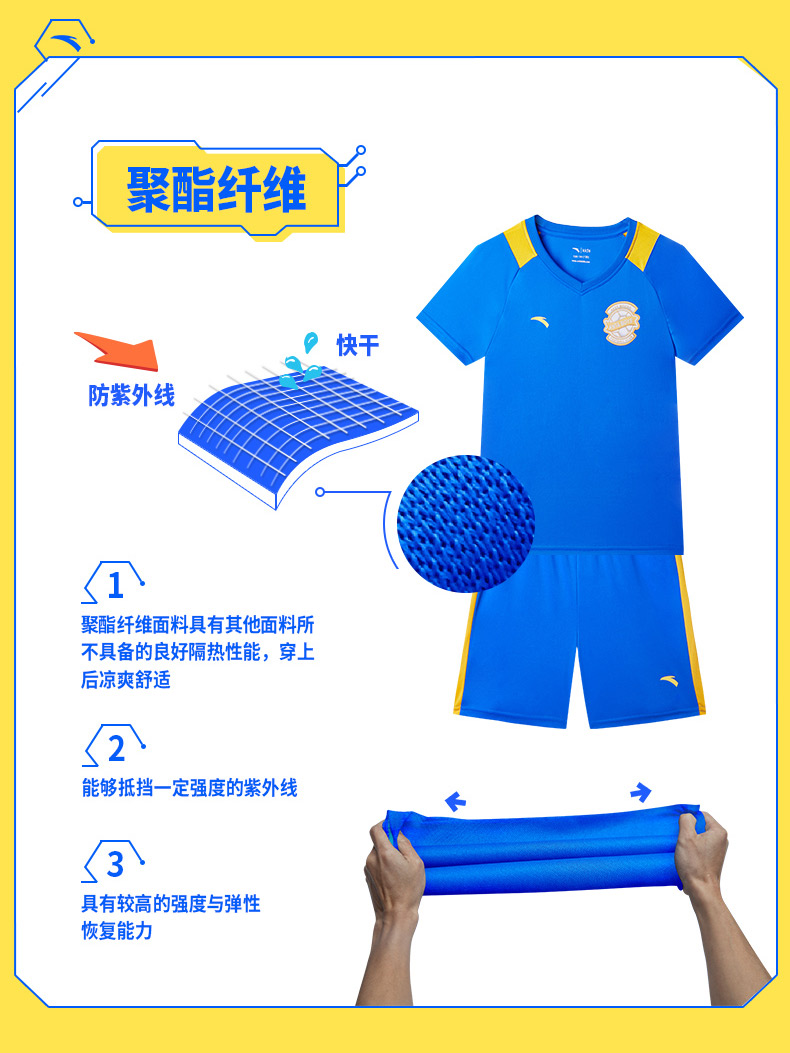 聚酯纤维
快干
防紫外线
1
聚酯纤维面料具有其他面料所
不具备的良好隔热性能，穿上
后凉爽舒适
2
能够抵挡一定强度的紫外线
3
具有较高的强度与弹性
恢复能力